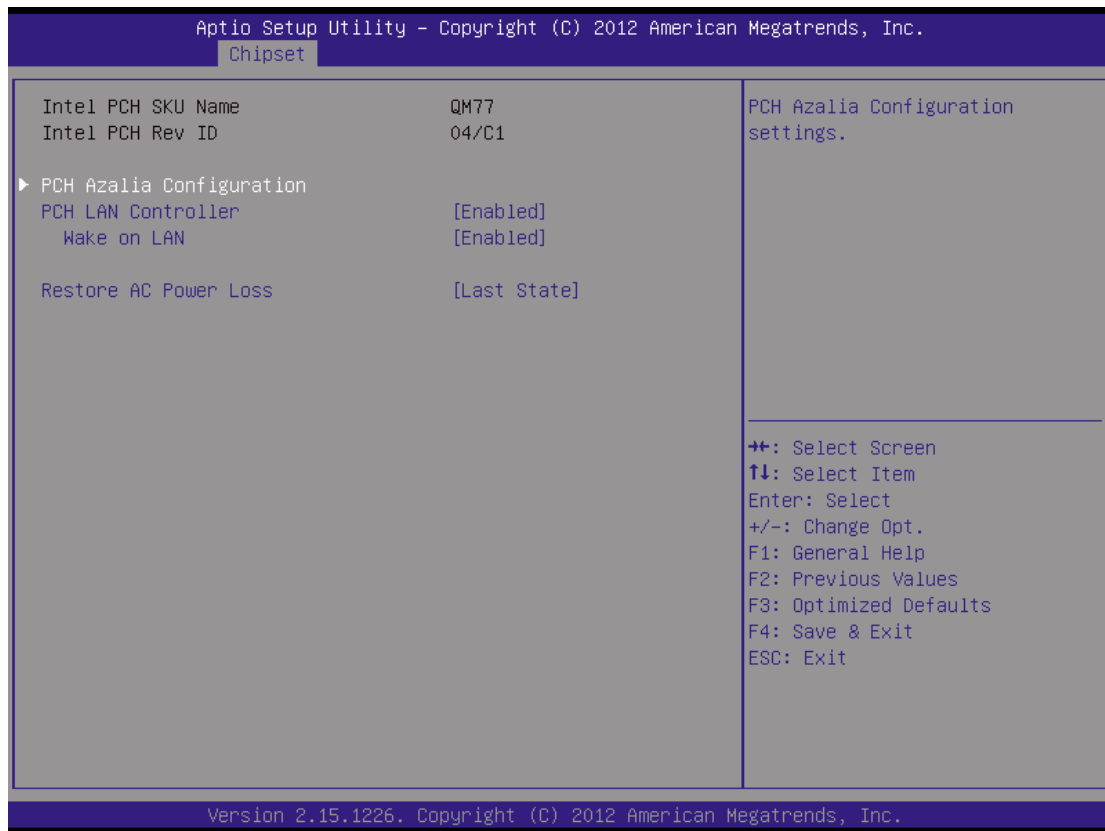 Aptio Setup Utility – Copyright (C) 2012 American Megatrends, Inc.
Chipset
Intel PCH SKU Name QM77
Intel PCH Rev ID 04/C1
▶ PCH Azalia Configuration
PCH LAN Controller [Enabled]
Wake on LAN [Enabled]
Restore AC Power Loss [Last State]
PCH Azalia Configuration
settings.
→←: Select Screen
↑↓: Select Item
Enter: Select
+/-: Change Opt.
F1: General Help
F2: Previous Values
F3: Optimized Defaults
F4: Save & Exit
ESC: Exit
Version 2.15.1226. Copyright (C) 2012 American Megatrends, Inc.